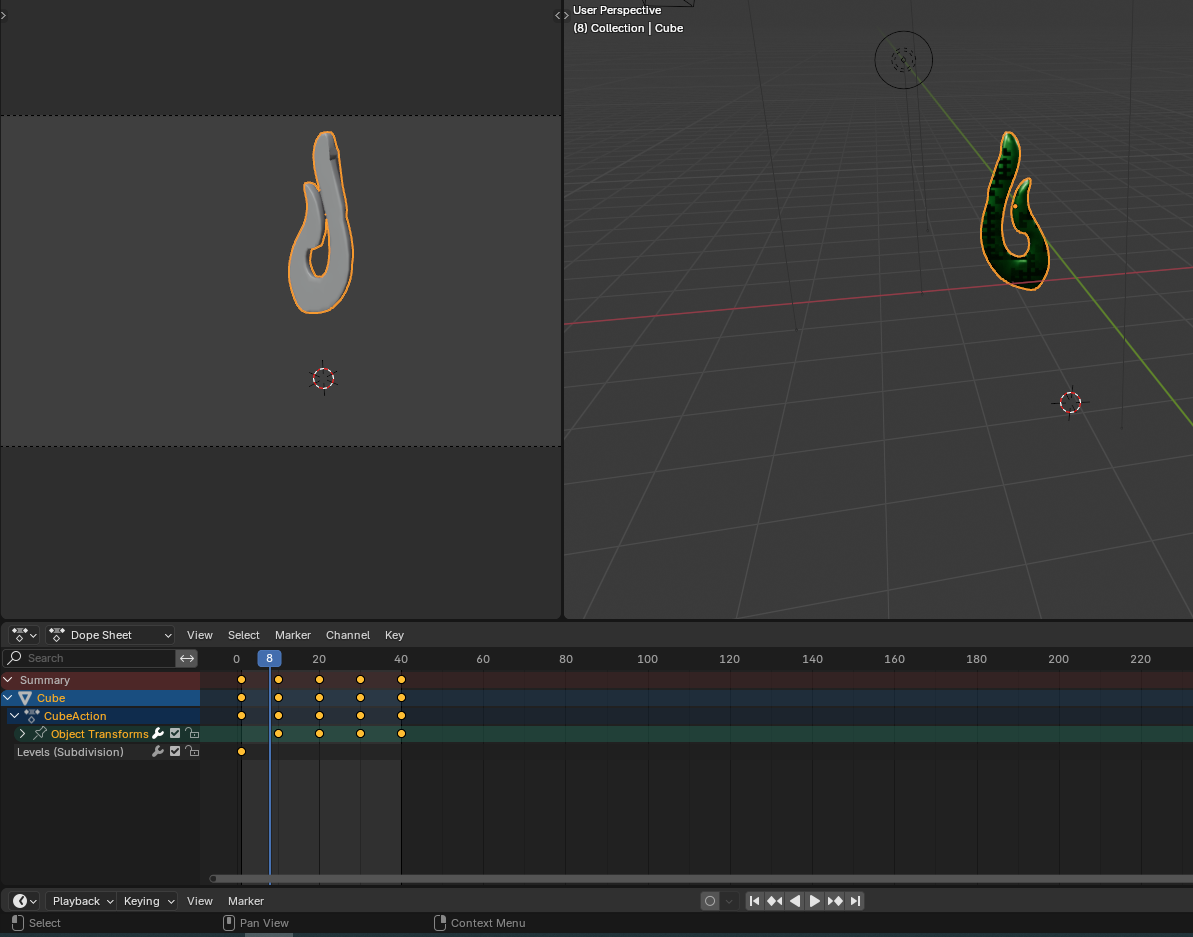 User Perspective
(8) Collection | Cube
Dope Sheet View Select Marker Channel Key
Search 0 8 20 40 60 80 100 120 140 160 180 200 220
Summary
Cube
CubeAction
Object Transforms
Levels (Subdivision)
Playback Keying View Marker
Select Pan View Context Menu